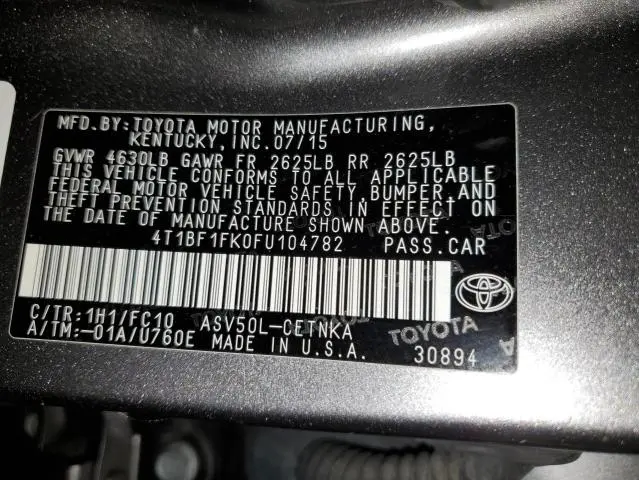 MFD.BY:TOYOTA MOTOR MANUFACTURING,
KENTUCKY, INC.07/15
GVWR 4630LB GAWR FR 2625LB RR 2625LB
THIS VEHICLE CONFORMS TO ALL APPLICABLE
FEDERAL MOTOR VEHICLE SAFETY, BUMPER, AND
THEFT PREVENTION STANDARDS IN EFFECT ON
THE DATE OF MANUFACTURE SHOWN ABOVE.
4T1BF1FK0FU104782 PASS.CAR
C/TR:1H1/FC10 ASV50L-CETNKA
A/TM:-01A/U760E MADE IN U.S.A.
TOYOTA
30894